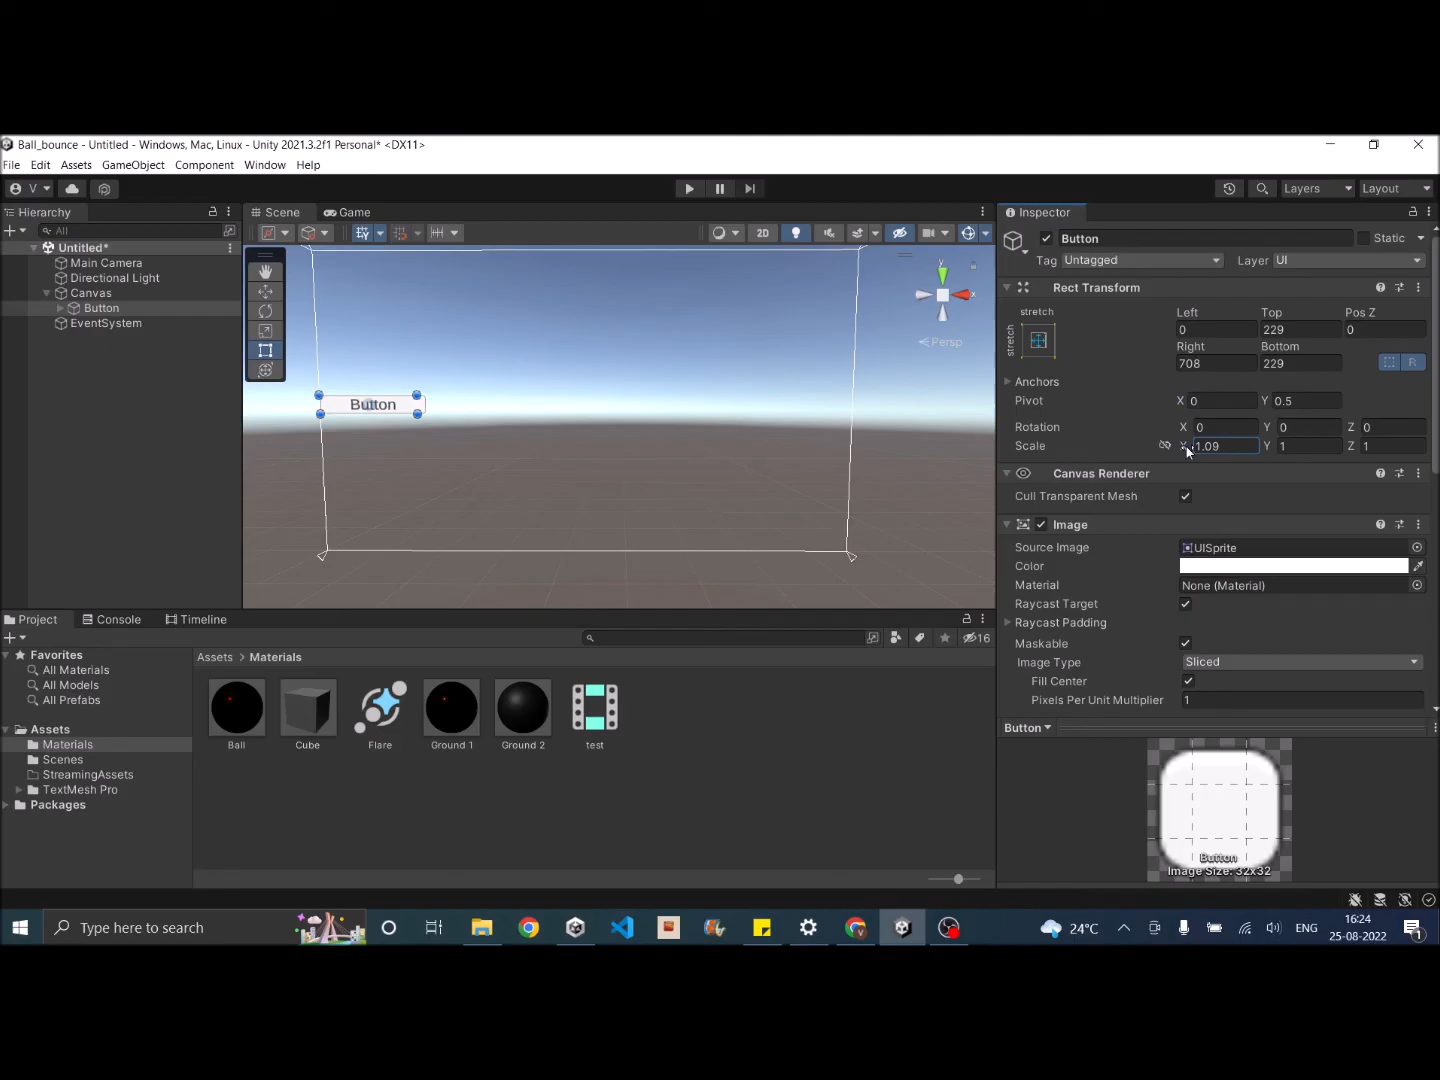 Ball_bounce - Untitled - Windows, Mac, Linux - Unity 2021.3.2f1 Personal* <DX11>
File Edit Assets GameObject Component Window Help
V Layers Layout
Hierarchy
All
Untitled*
Main Camera
Directional Light
Canvas
Button
EventSystem
Scene Game
2D
y
x
Persp
Button
Inspector
Button Static
Tag Untagged Layer UI
Rect Transform
stretch
stretch
Left Top Pos Z
0 229 0
Right Bottom
708 229 R
Anchors
Pivot X 0 Y 0.5
Rotation X 0 Y 0 Z 0
Scale X 1.09 Y 1 Z 1
Canvas Renderer
Cull Transparent Mesh
Image
Source Image UISprite
Color
Material None (Material)
Raycast Target
Raycast Padding
Maskable
Image Type Sliced
Fill Center
Pixels Per Unit Multiplier 1
Button
Button
Image Size: 32x32
Project Console Timeline
16
Favorites
All Materials
All Models
All Prefabs
Assets
Materials
Scenes
StreamingAssets
TextMesh Pro
Packages
Assets > Materials
Ball Cube Flare Ground 1 Ground 2 test
Type here to search
24°C
ENG
16:24
25-08-2022
1